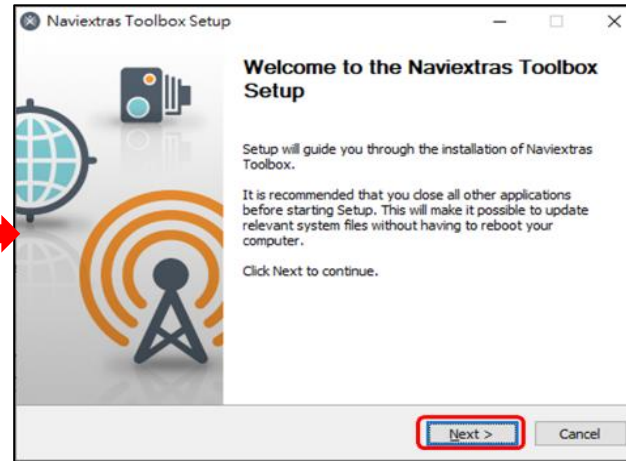 Naviextras Toolbox Setup
Welcome to the Naviextras Toolbox
Setup
Setup will guide you through the installation of Naviextras
Toolbox.
It is recommended that you close all other applications
before starting Setup. This will make it possible to update
relevant system files without having to reboot your
computer.
Click Next to continue.
Next >
Cancel